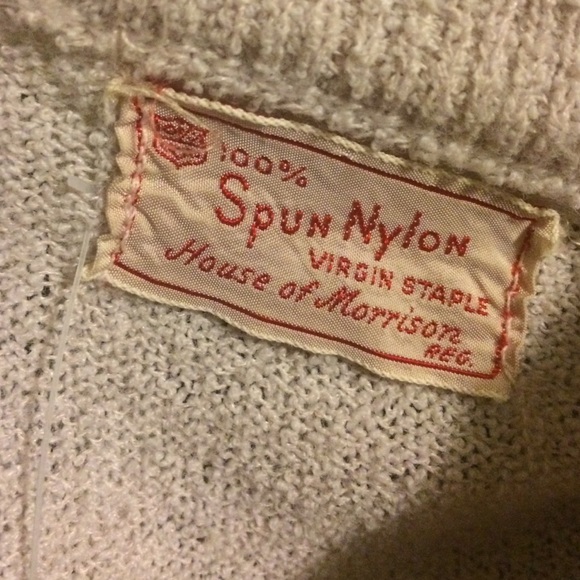 100%
Spun Nylon
VIRGIN STAPLE
House of Morrison
REG.